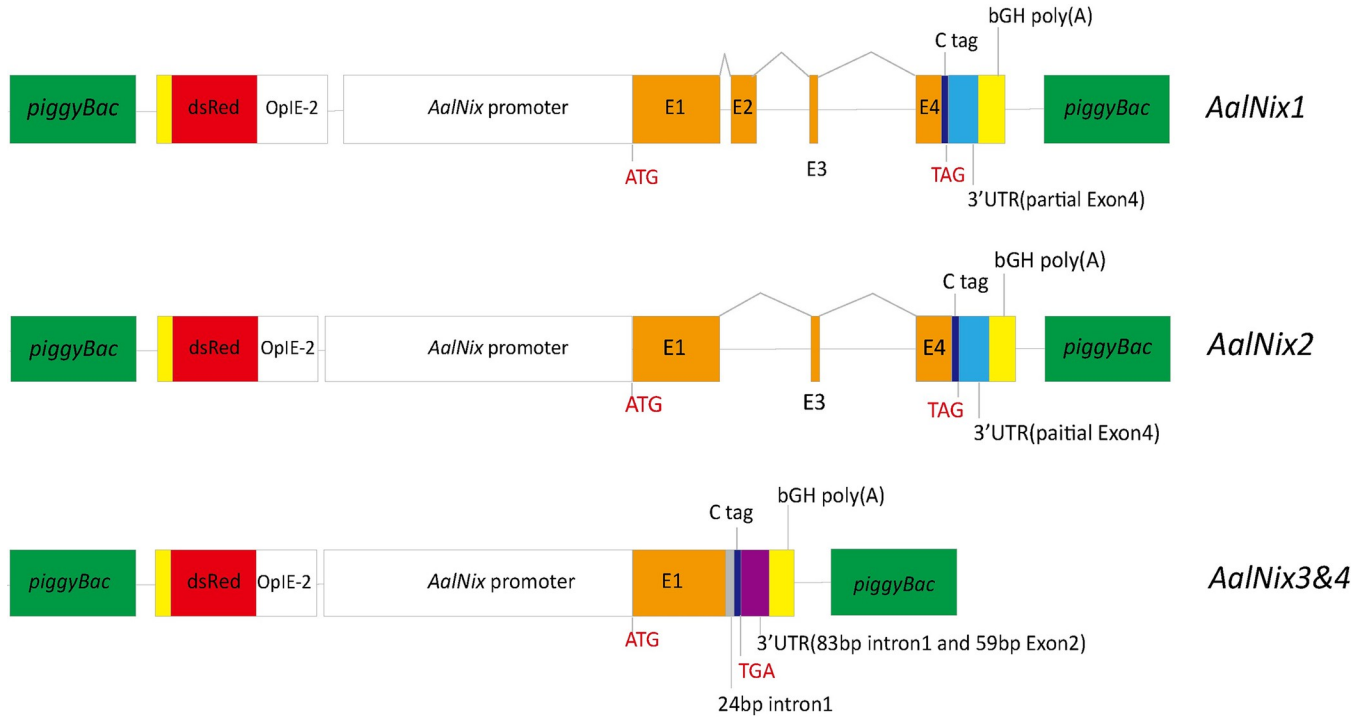 bGH poly(A)
C tag
piggyBac
dsRed
OpIE-2
AalNix promoter
E1
E2
E4
piggyBac
AalNix1
E3
ATG
TAG
3’UTR(partial Exon4)
bGH poly(A)
C tag
piggyBac
dsRed
OpIE-2
AalNix promoter
E1
E4
piggyBac
AalNix2
E3
ATG
TAG
3’UTR(paitial Exon4)
bGH poly(A)
C tag
piggyBac
dsRed
OpIE-2
AalNix promoter
E1
piggyBac
AalNix3&4
ATG
3’UTR(83bp intron1 and 59bp Exon2)
TGA
24bp intron1